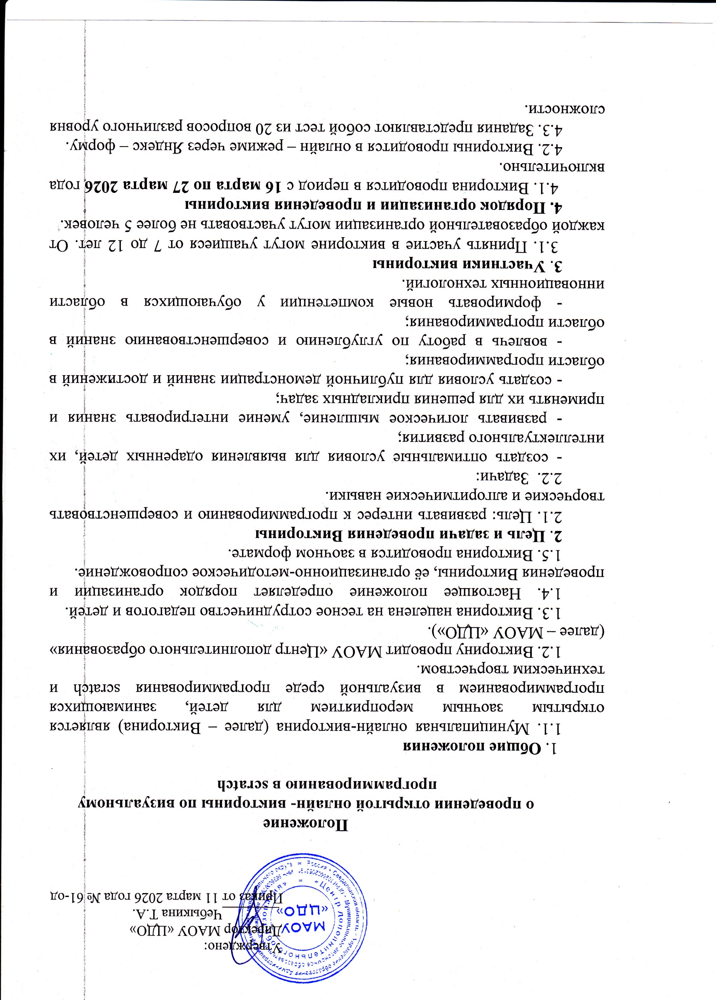 Утверждено:
Директор МАОУ «ЦДО»
Чебыкина Т.А.
Приказ от 11 марта 2026 года № 61-од
МАОУ
«ЦДО»
«Центр дополнительного образования»
Положение
о проведении открытой онлайн- викторины по визуальному
программированию в scratch
1. Общие положения
1.1. Муниципальная онлайн-викторина (далее – Викторина) является
открытым заочным мероприятием для детей, занимающихся
программированием в визуальной среде программирования scratch и
техническим творчеством.
1.2. Викторину проводит МАОУ «Центр дополнительного образования»
(далее – МАОУ «ЦДО»).
1.3. Викторина нацелена на тесное сотрудничество педагогов и детей.
1.4. Настоящее положение определяет порядок организации и
проведения Викторины, её организационно-методическое сопровождение.
1.5. Викторина проводится в заочном формате.
2. Цель и задачи проведения Викторины
2.1. Цель: развивать интерес к программированию и совершенствовать
творческие и алгоритмические навыки.
2.2. Задачи:
- создать оптимальные условия для выявления одаренных детей, их
интеллектуального развития;
- развивать логическое мышление, умение интегрировать знания и
применять их для решения прикладных задач;
- создать условия для публичной демонстрации знаний и достижений в
области программирования;
- вовлечь в работу по углублению и совершенствованию знаний в
области программирования;
- формировать новые компетенции у обучающихся в области
инновационных технологий.
3. Участники викторины
3.1. Принять участие в викторине могут учащиеся от 7 до 12 лет. От
каждой образовательной организации могут участвовать не более 5 человек.
4. Порядок организации и проведения викторины
4.1. Викторина проводится в период с 16 марта по 27 марта 2026 года
включительно.
4.2. Викторины проводится в онлайн – режиме через Яндекс – форму.
4.3. Задания представляют собой тест из 20 вопросов различного уровня
сложности.